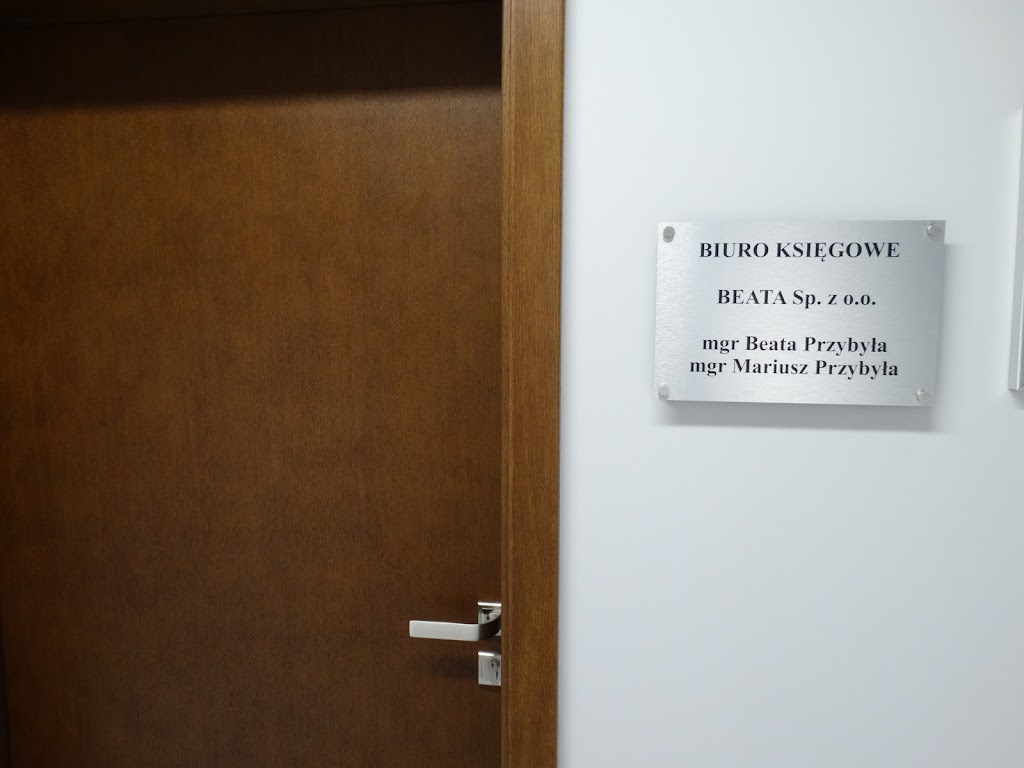 BIURO KSIĘGOWE
BEATA Sp. z o.o.
mgr Beata Przybyła
mgr Mariusz Przybyła